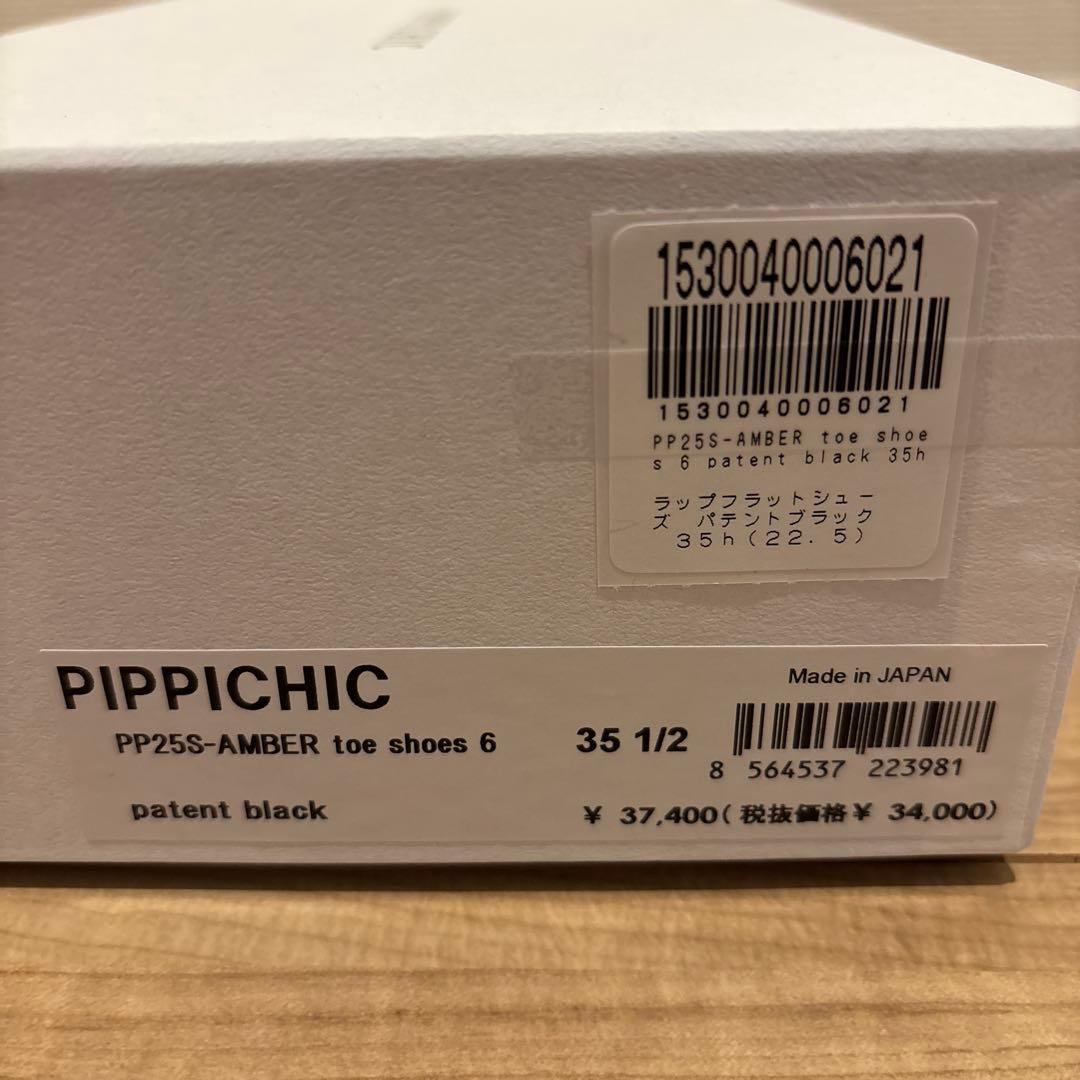 1530040006021
1530040006021
PP25S-AMBER toe shoe
s 6 patent black 35h
ラップフラットシュー
ズ パテントブラック
35h(22.5)
PIPPICHIC
Made in JAPAN
PP25S-AMBER toe shoes 6
35 1/2
8 564537 223981
patent black
¥ 37,400(税抜価格¥ 34,000)